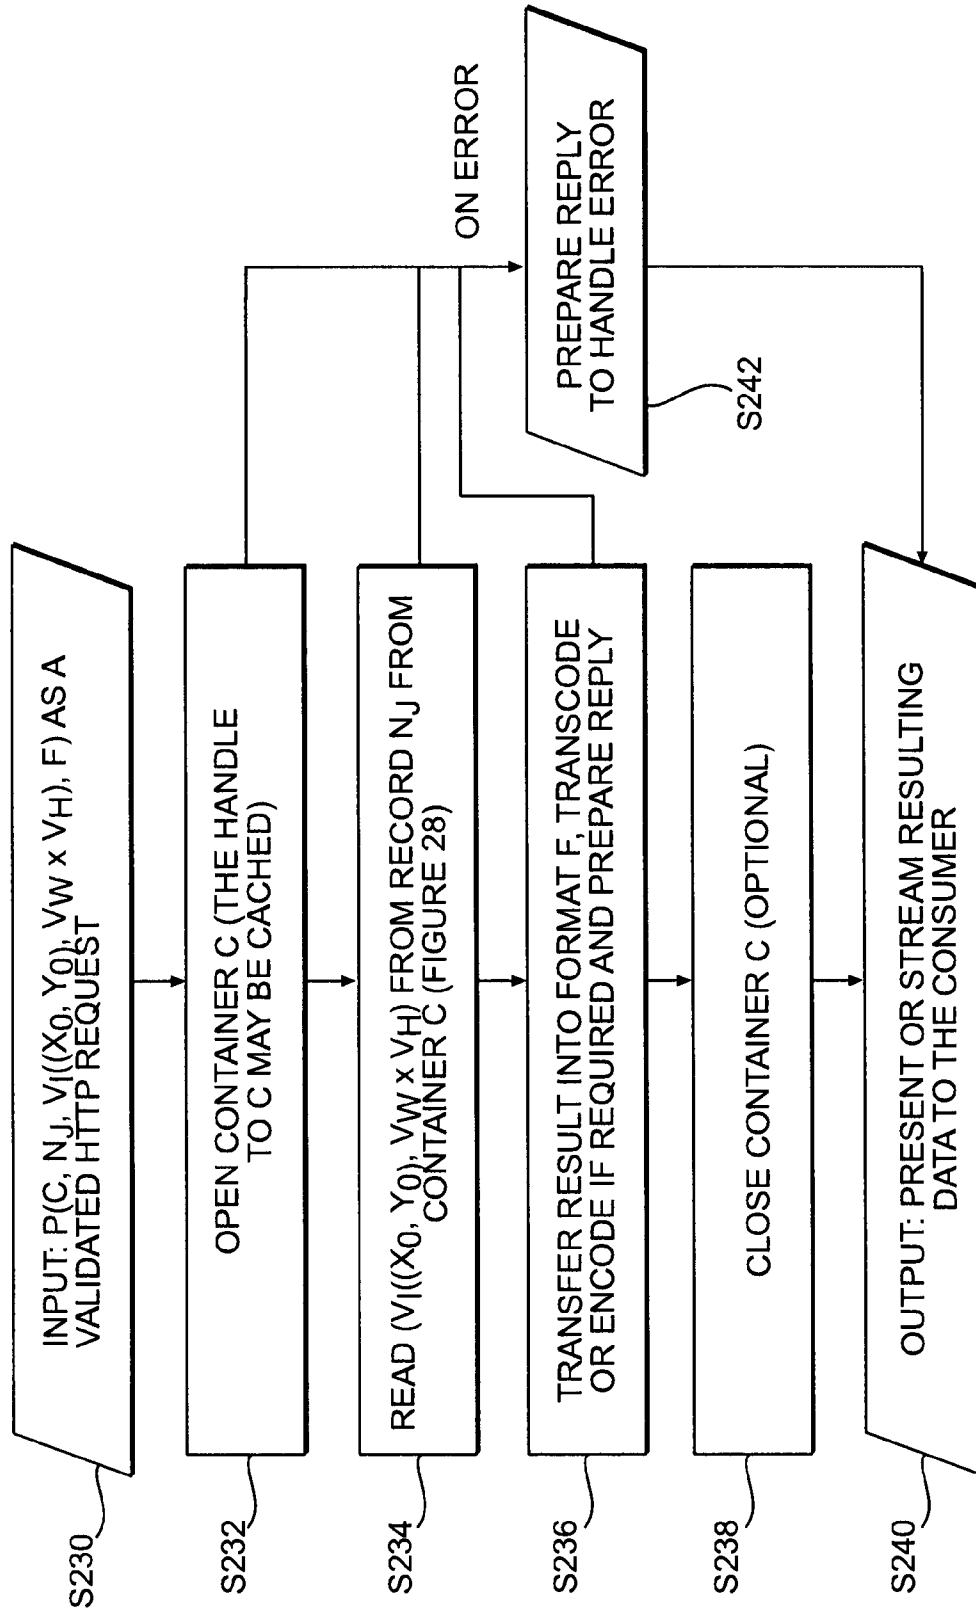 S230
INPUT: P(C, NJ, VI((X0, Y0), VW x VH), F) AS A
VALIDATED HTTP REQUEST
S232
OPEN CONTAINER C (THE HANDLE
TO C MAY BE CACHED)
S234
READ (VI((X0, Y0), VW x VH) FROM RECORD NJ FROM
CONTAINER C (FIGURE 28)
S236
TRANSFER RESULT INTO FORMAT F, TRANSCODE
OR ENCODE IF REQUIRED AND PREPARE REPLY
S238
CLOSE CONTAINER C (OPTIONAL)
S240
OUTPUT: PRESENT OR STREAM RESULTING
DATA TO THE CONSUMER
ON ERROR
PREPARE REPLY
TO HANDLE ERROR
S242